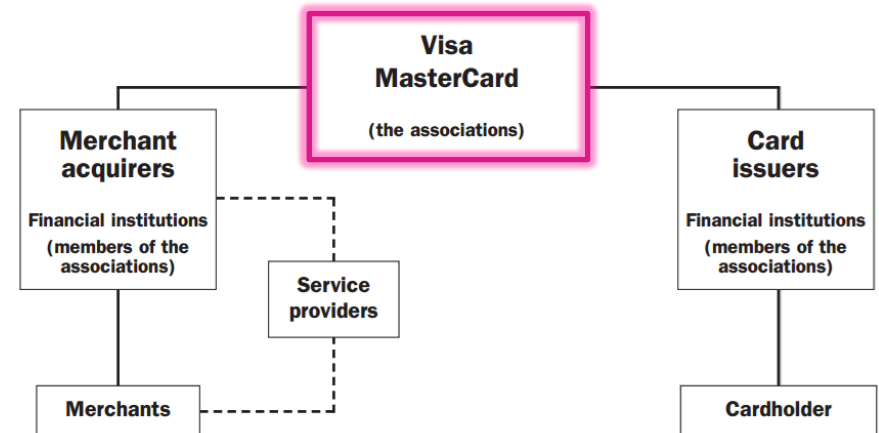 Visa
MasterCard
(the associations)
Merchant
acquirers
Financial institutions
(members of the
associations)
Card
issuers
Financial institutions
(members of the
associations)
Service
providers
Merchants
Cardholder